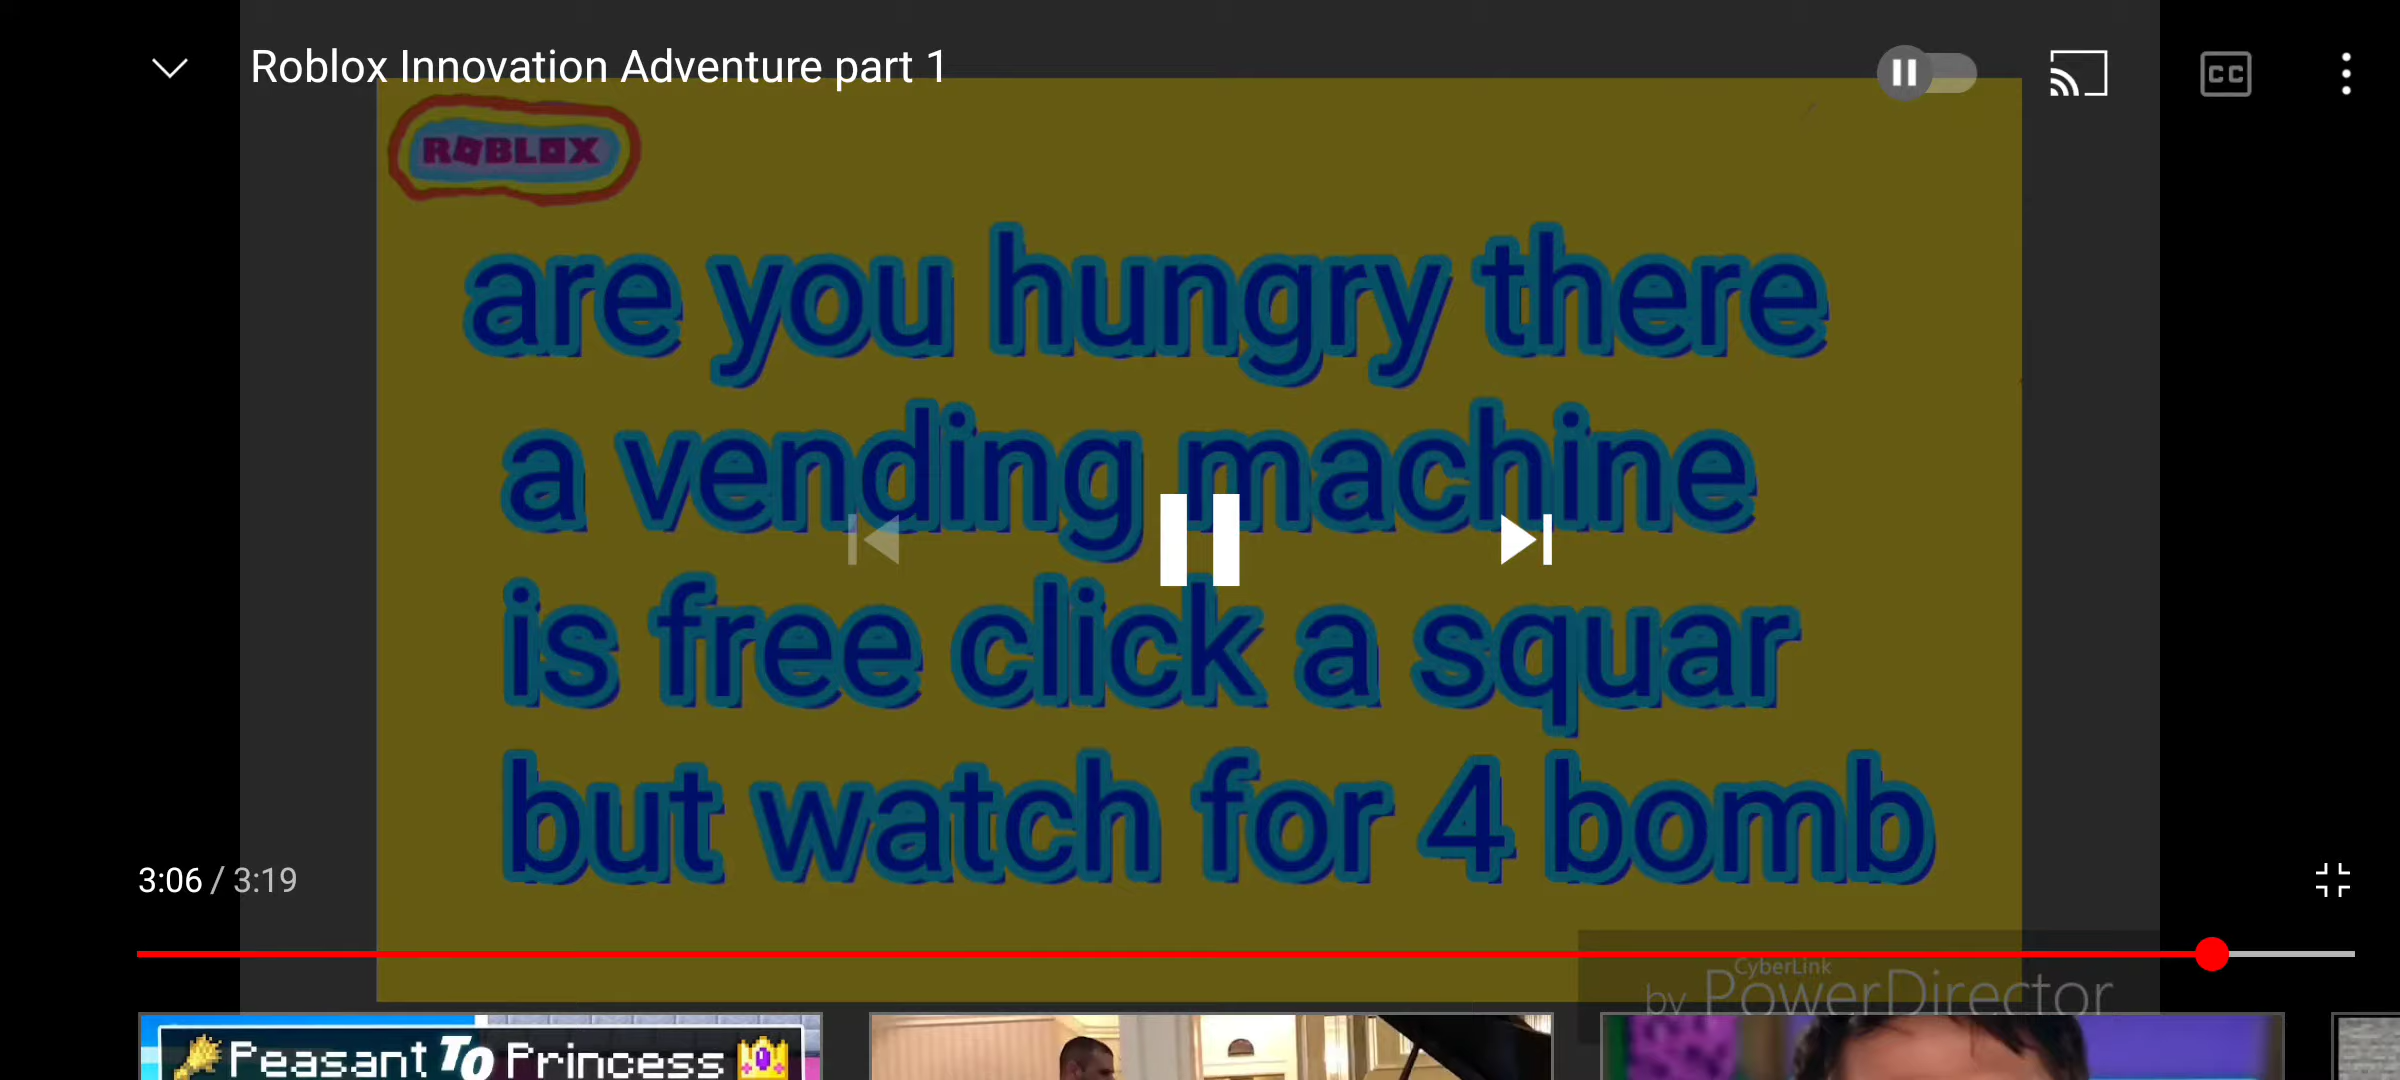 Roblox Innovation Adventure part 1
CC
ROBLOX
are you hungry there
a vending machine
is free click a squar
but watch for 4 bomb
3:06 / 3:19
CyberLink
by PowerDirector
Peasant To Princess